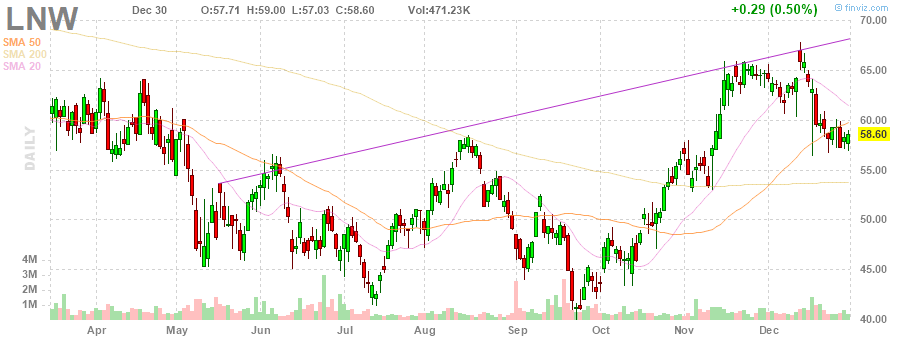 LNW
Dec 30 O:57.71 H:59.00 L:57.03 C:58.60 Vol:471.23K +0.29 (0.50%) © finviz.com
SMA 50
SMA 200
SMA 20
DAILY
70.00
65.00
60.00
58.60
55.00
50.00
45.00
40.00
4M
3M
2M
1M
Apr May Jun Jul Aug Sep Oct Nov Dec